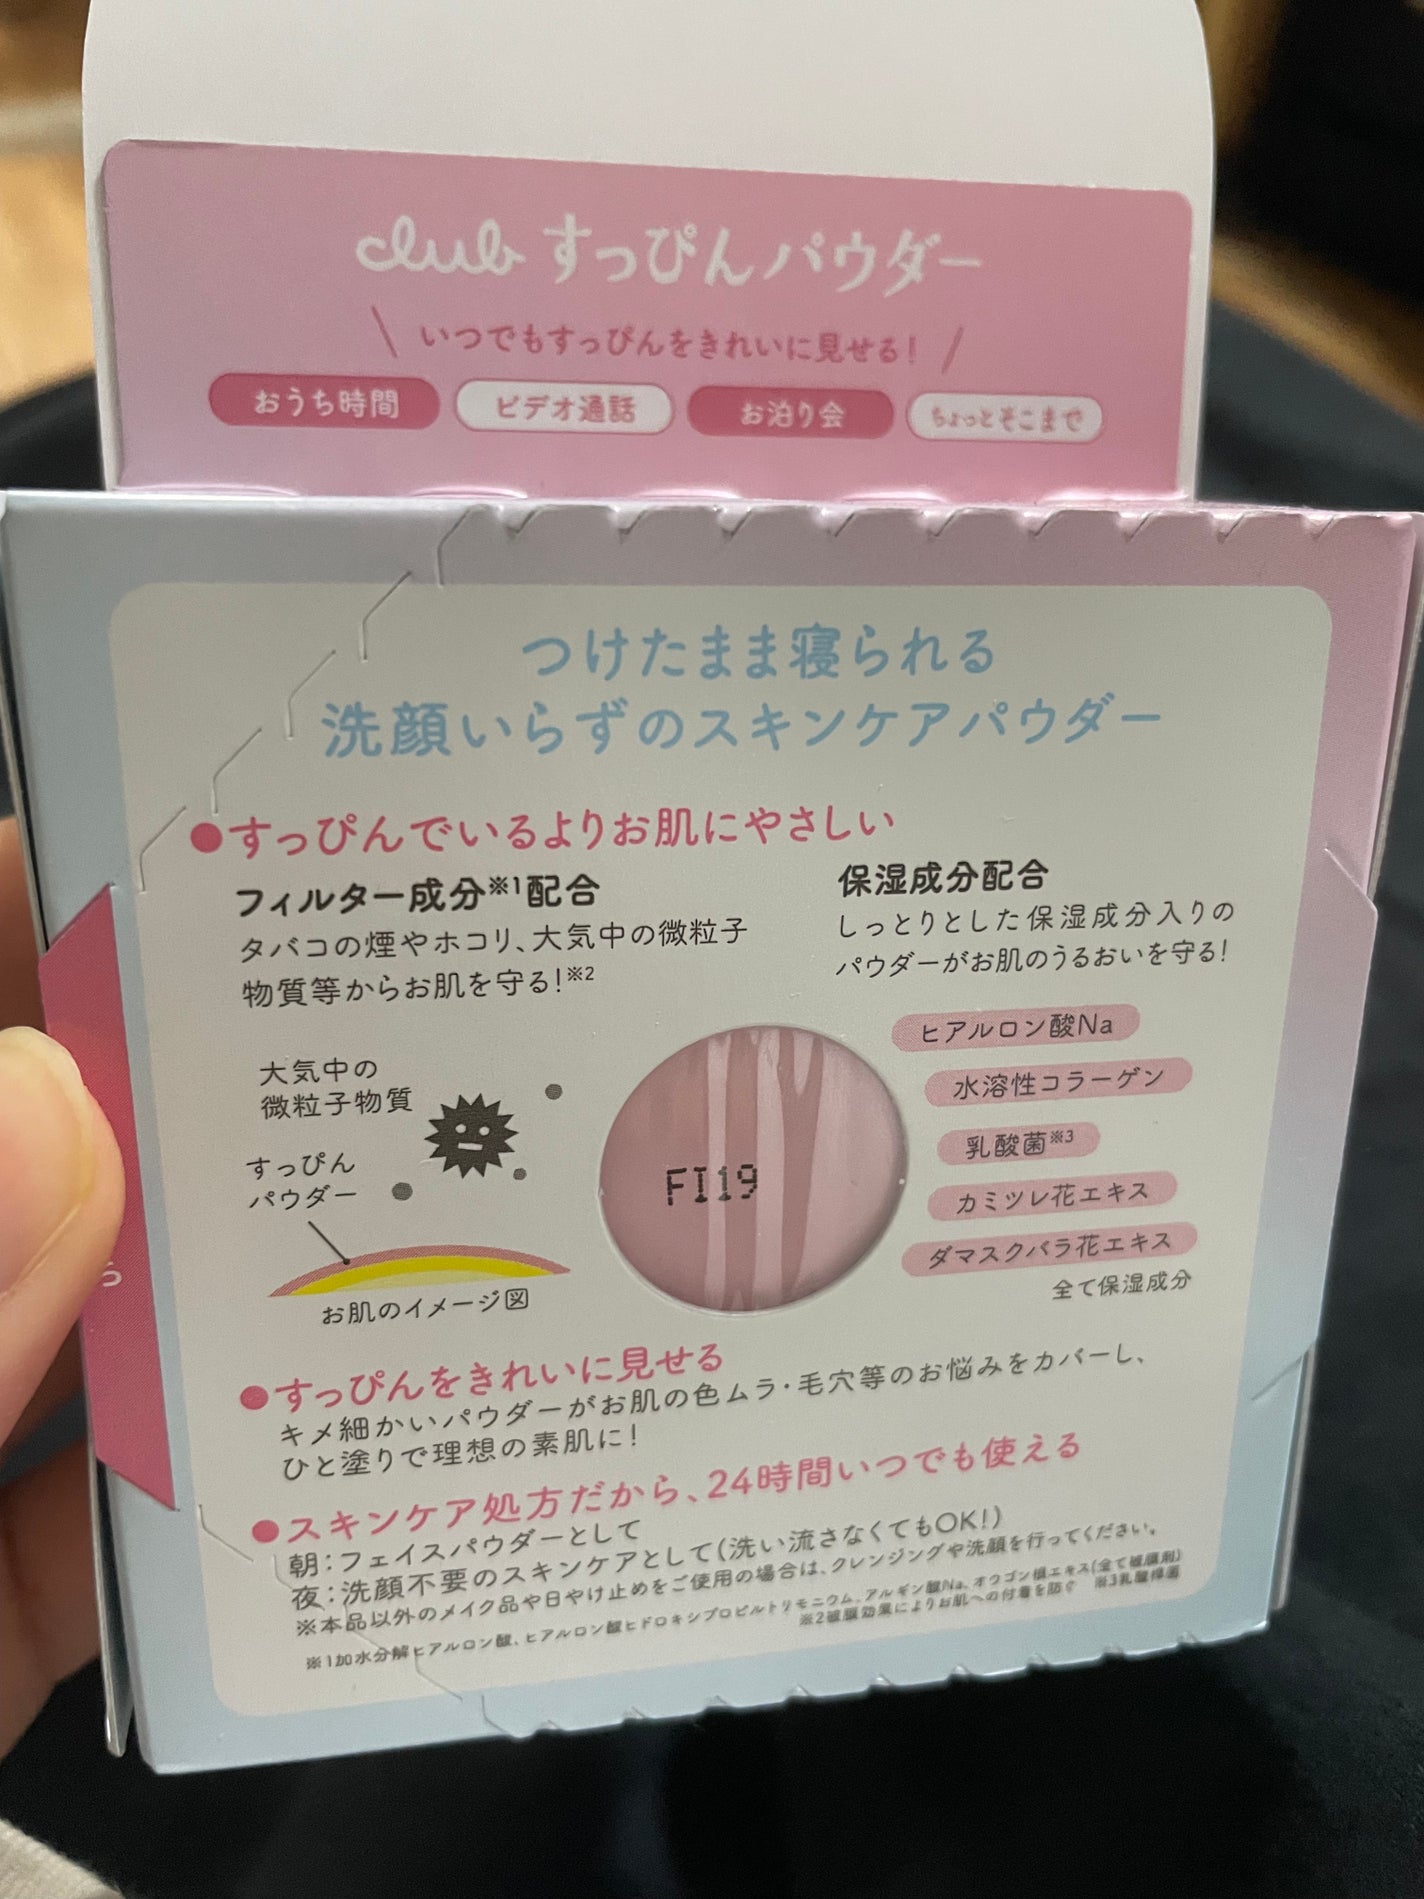 club すっぴんパウダー
いつでもすっぴんをきれいに見せる!
おうち時間 ビデオ通話 お泊り会 ちょっとそこまで
つけたまま寝られる
洗顔いらずのスキンケアパウダー
●すっぴんでいるよりお肌にやさしい
フィルター成分※1配合
タバコの煙やホコリ、大気中の微粒子
物質等からお肌を守る!※2
保湿成分配合
しっとりとした保湿成分入りの
パウダーがお肌のうるおいを守る!
大気中の
微粒子物質
すっぴん
パウダー
お肌のイメージ図
FI19
ヒアルロン酸Na
水溶性コラーゲン
乳酸菌※3
カミツレ花エキス
ダマスクバラ花エキス
全て保湿成分
●すっぴんをきれいに見せる
キメ細かいパウダーがお肌の色ムラ・毛穴等のお悩みをカバーし、
ひと塗りで理想の素肌に!
●スキンケア処方だから、24時間いつでも使える
朝:フェイスパウダーとして
夜:洗顔不要のスキンケアとして(洗い流さなくてもOK!)
※本品以外のメイク品や日やけ止めをご使用の場合は、クレンジングや洗顔を行ってください。
※1加水分解ヒアルロン酸、ヒアルロン酸ヒドロキシプロピルトリモニウム、アルギン酸Na、オウゴン根エキス(全て被膜剤)
※2被膜効果によりお肌への付着を防ぐ ※3乳酸桿菌
ら